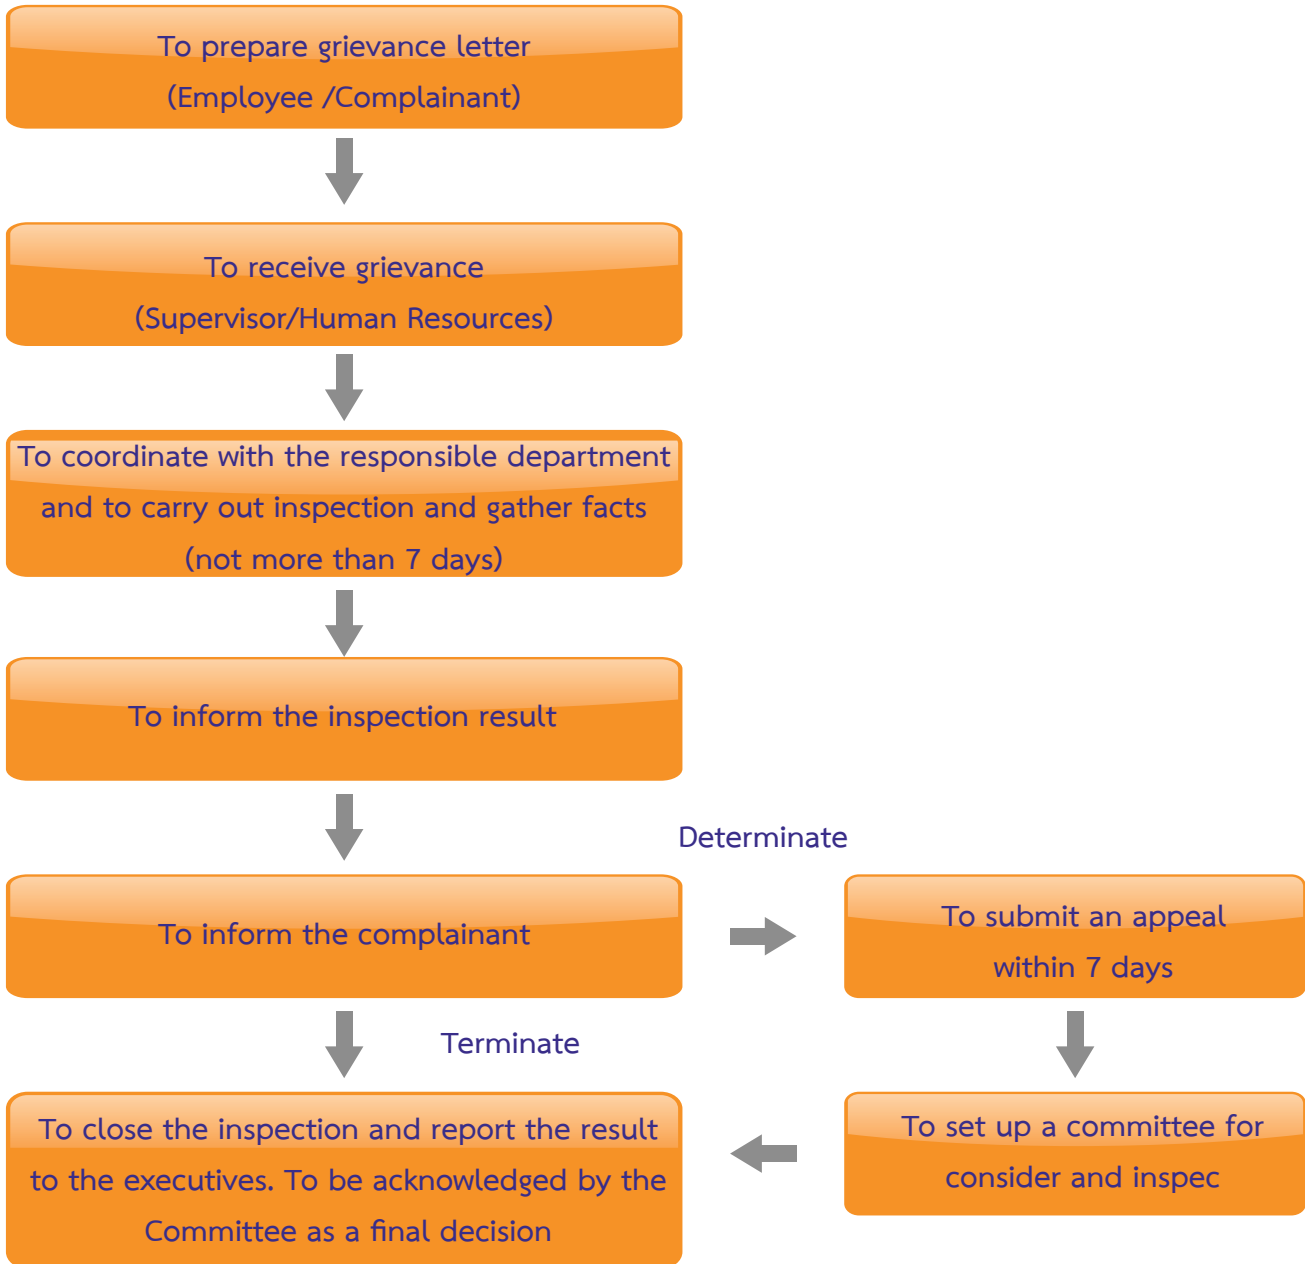 To prepare grievance letter
(Employee /Complainant)
To receive grievance
(Supervisor/Human Resources)
To coordinate with the responsible department
and to carry out inspection and gather facts
(not more than 7 days)
To inform the inspection result
Determinate
To inform the complainant
To submit an appeal
within 7 days
Terminate
To close the inspection and report the result
to the executives. To be acknowledged by the
Committee as a final decision
To set up a committee for
consider and inspec